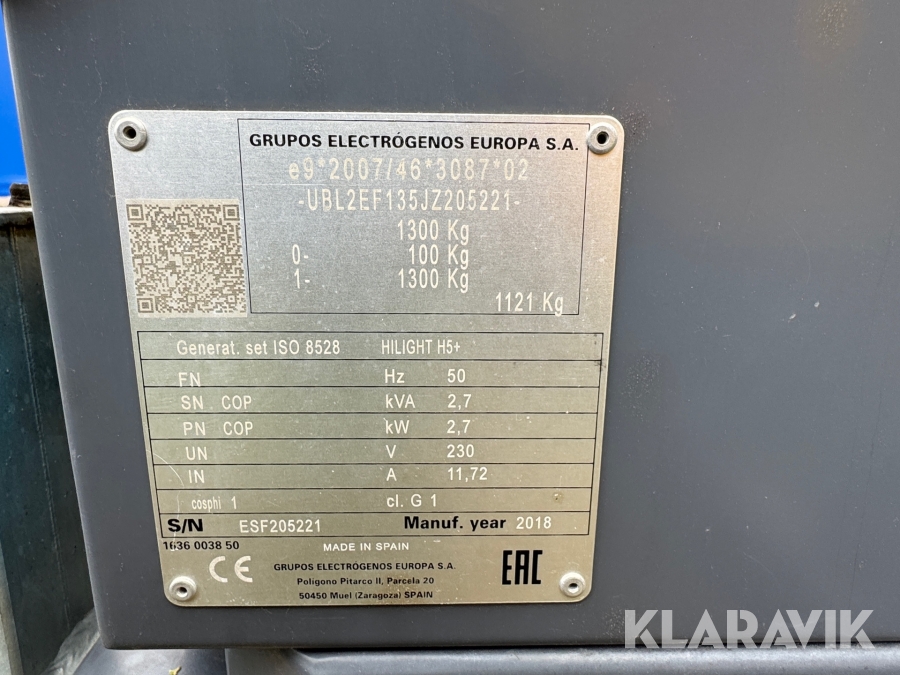 GRUPOS ELECTRÓGENOS EUROPA S.A.
e9*2007/46*3087*02
-UBL2EF135JZ205221-
1300 Kg
0- 100 Kg
1- 1300 Kg
1121 Kg
Generat. set ISO 8528 HILIGHT H5+
FN Hz 50
SN . COP kVA 2,7
PN COP kW 2,7
UN V 230
IN A 11,72
cosphi 1 cl. G 1
S/N ESF205221 Manuf. year 2018
1636 0038 50 MADE IN SPAIN
CE GRUPOS ELECTRÓGENOS EUROPA S.A. EAC
Poligono Pitarco II, Parcela 20
50450 Muel (Zaragoza) SPAIN
KLARAVIK